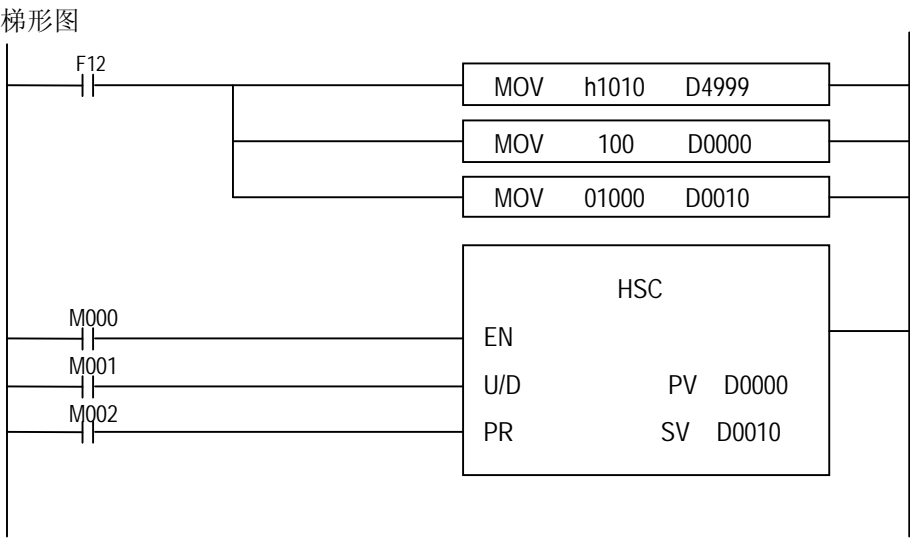 梯形图
F12
MOV h1010 D4999
MOV 100 D0000
MOV 01000 D0010
HSC
M000
EN
M001
U/D PV D0000
M002
PR SV D0010